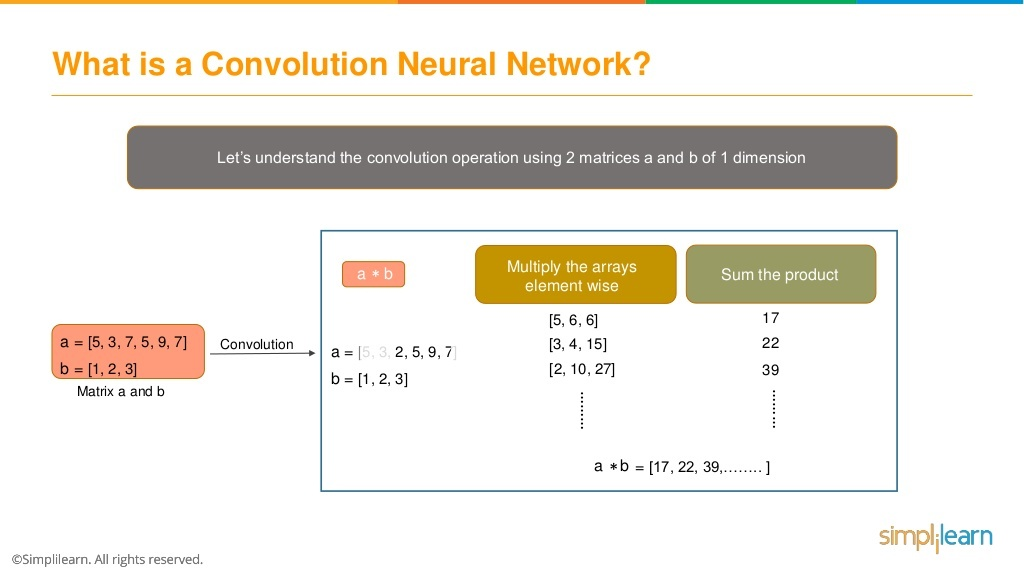 What is a Convolution Neural Network?
Let's understand the convolution operation using 2 matrices a and b of 1 dimension
a = [5, 3, 7, 5, 9, 7]
b = [1, 2, 3]
Matrix a and b
Convolution
a * b
a = [5, 3, 2, 5, 9, 7]
b = [1, 2, 3]
Multiply the arrays
element wise
[5, 6, 6]
[3, 4, 15]
[2, 10, 27]
Sum the product
17
22
39
a * b = [17, 22, 39,........ ]
©Simplilearn. All rights reserved.
simplilearn